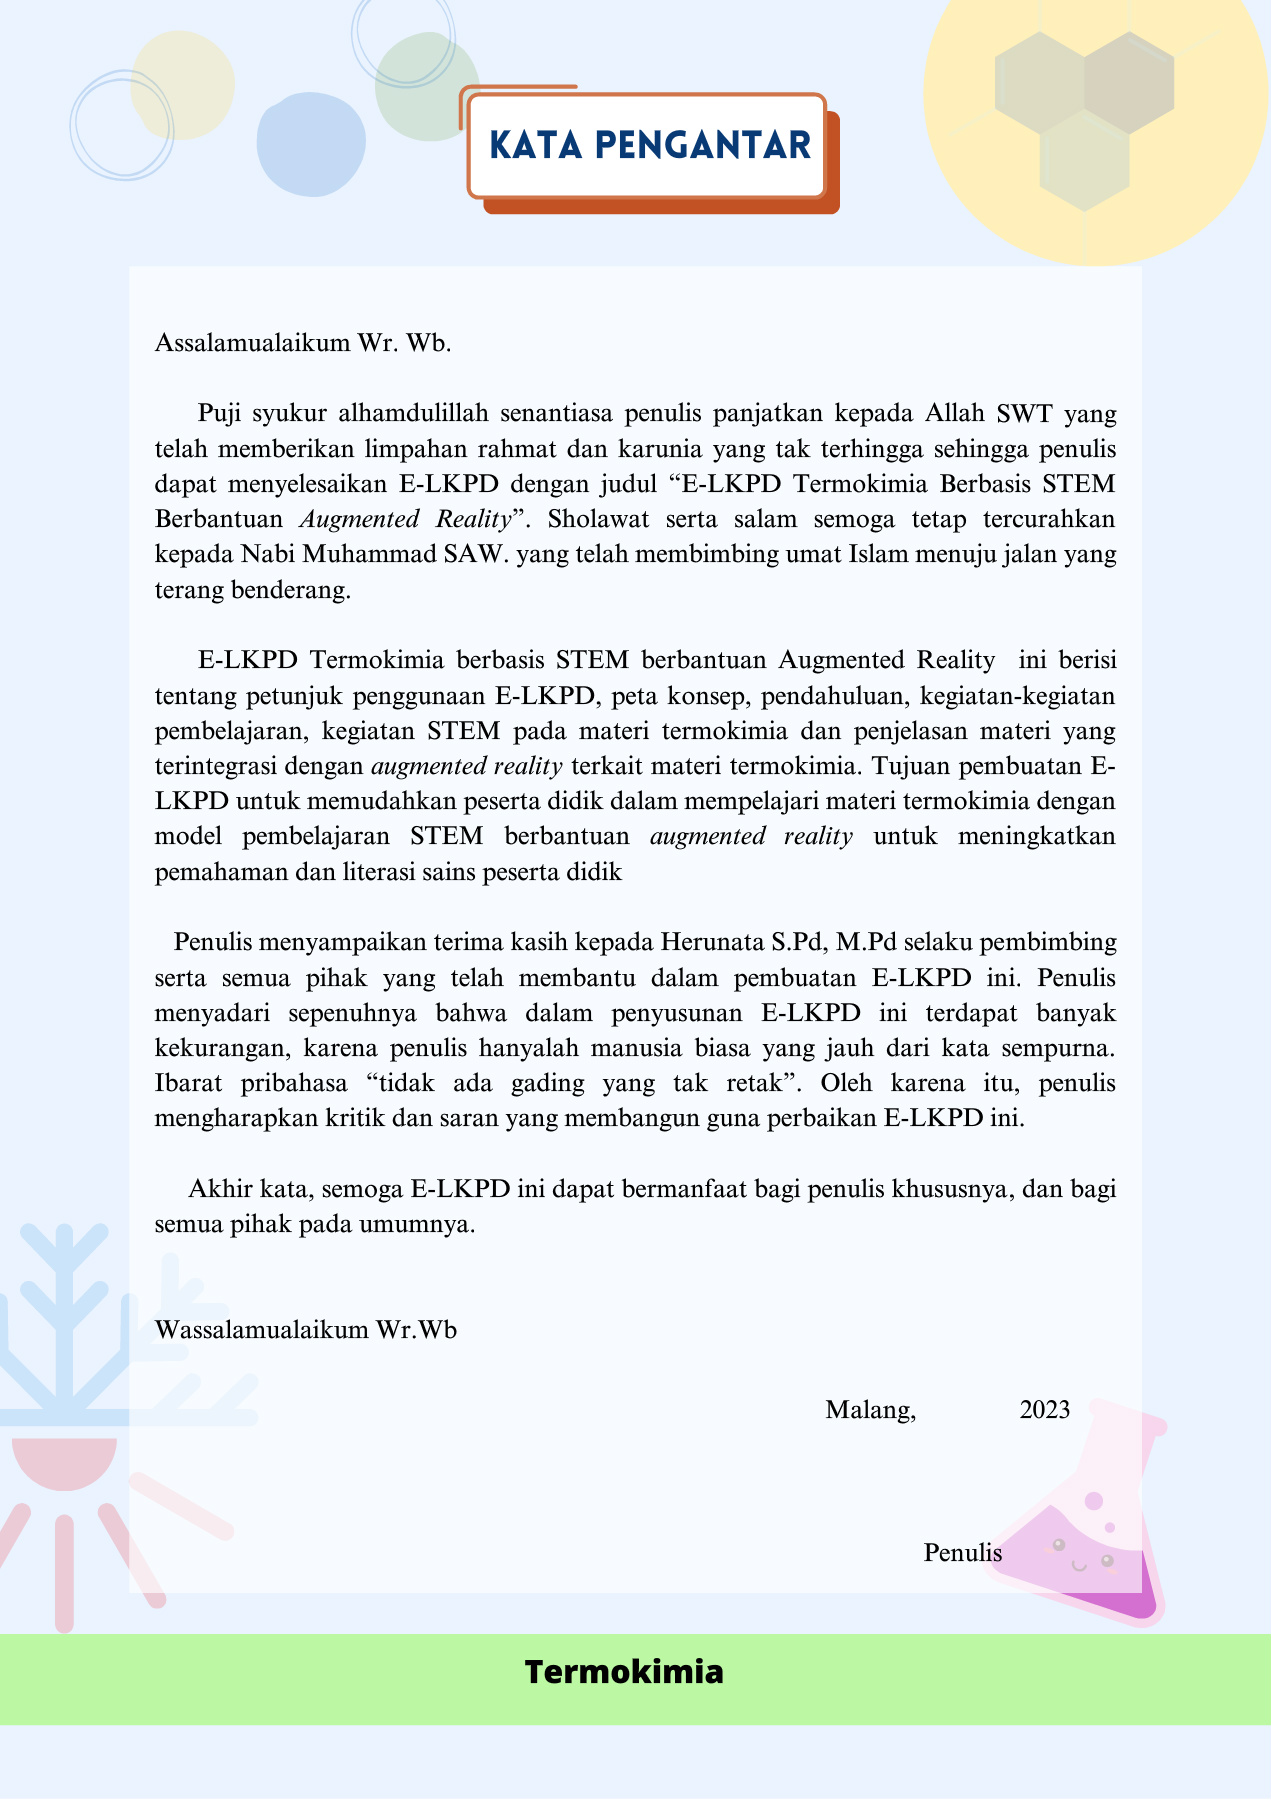 KATA PENGANTAR
Assalamualaikum Wr. Wb.
Puji syukur alhamdulillah senantiasa penulis panjatkan kepada Allah SWT yang
telah memberikan limpahan rahmat dan karunia yang tak terhingga sehingga penulis
dapat menyelesaikan E-LKPD dengan judul “E-LKPD Termokimia Berbasis STEM
Berbantuan Augmented Reality”. Sholawat serta salam semoga tetap tercurahkan
kepada Nabi Muhammad SAW. yang telah membimbing umat Islam menuju jalan yang
terang benderang.
E-LKPD Termokimia berbasis STEM berbantuan Augmented Reality ini berisi
tentang petunjuk penggunaan E-LKPD, peta konsep, pendahuluan, kegiatan-kegiatan
pembelajaran, kegiatan STEM pada materi termokimia dan penjelasan materi yang
terintegrasi dengan augmented reality terkait materi termokimia. Tujuan pembuatan E-
LKPD untuk memudahkan peserta didik dalam mempelajari materi termokimia dengan
model pembelajaran STEM berbantuan augmented reality untuk meningkatkan
pemahaman dan literasi sains peserta didik
Penulis menyampaikan terima kasih kepada Herunata S.Pd, M.Pd selaku pembimbing
serta semua pihak yang telah membantu dalam pembuatan E-LKPD ini. Penulis
menyadari sepenuhnya bahwa dalam penyusunan E-LKPD ini terdapat banyak
kekurangan, karena penulis hanyalah manusia biasa yang jauh dari kata sempurna.
Ibarat pribahasa “tidak ada gading yang tak retak”. Oleh karena itu, penulis
mengharapkan kritik dan saran yang membangun guna perbaikan E-LKPD ini.
Akhir kata, semoga E-LKPD ini dapat bermanfaat bagi penulis khususnya, dan bagi
semua pihak pada umumnya.
Wassalamualaikum Wr.Wb
Malang, 2023
Penulis
Termokimia